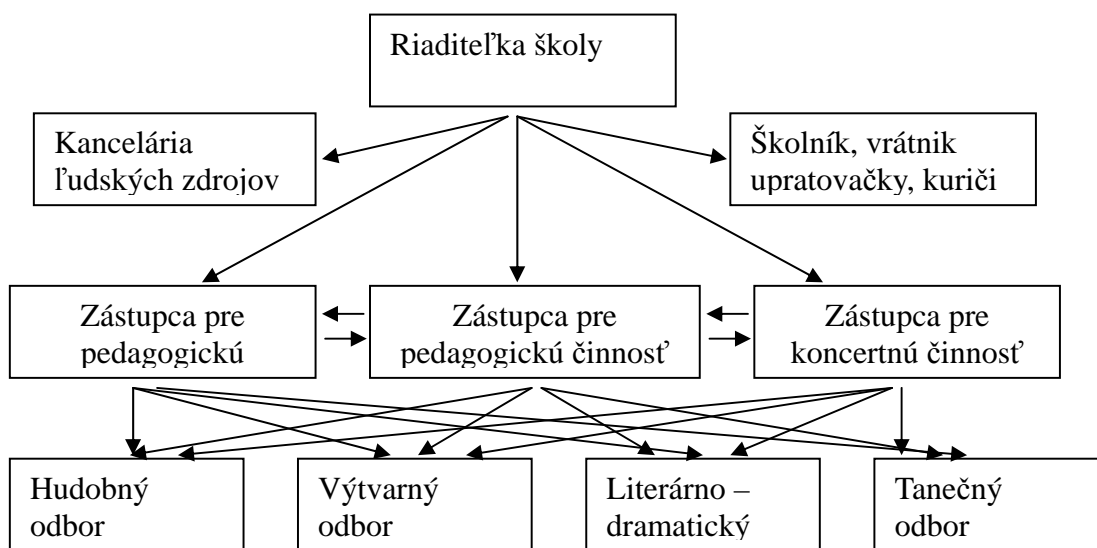 Riaditeľka školy
Kancelária
ľudských zdrojov
Školník, vrátnik
upratovačky, kuriči
Zástupca pre
pedagogickú
Zástupca pre
pedagogickú činnosť
Zástupca pre
koncertnú činnosť
Hudobný
odbor
Výtvarný
odbor
Literárno –
dramatický
Tanečný
odbor